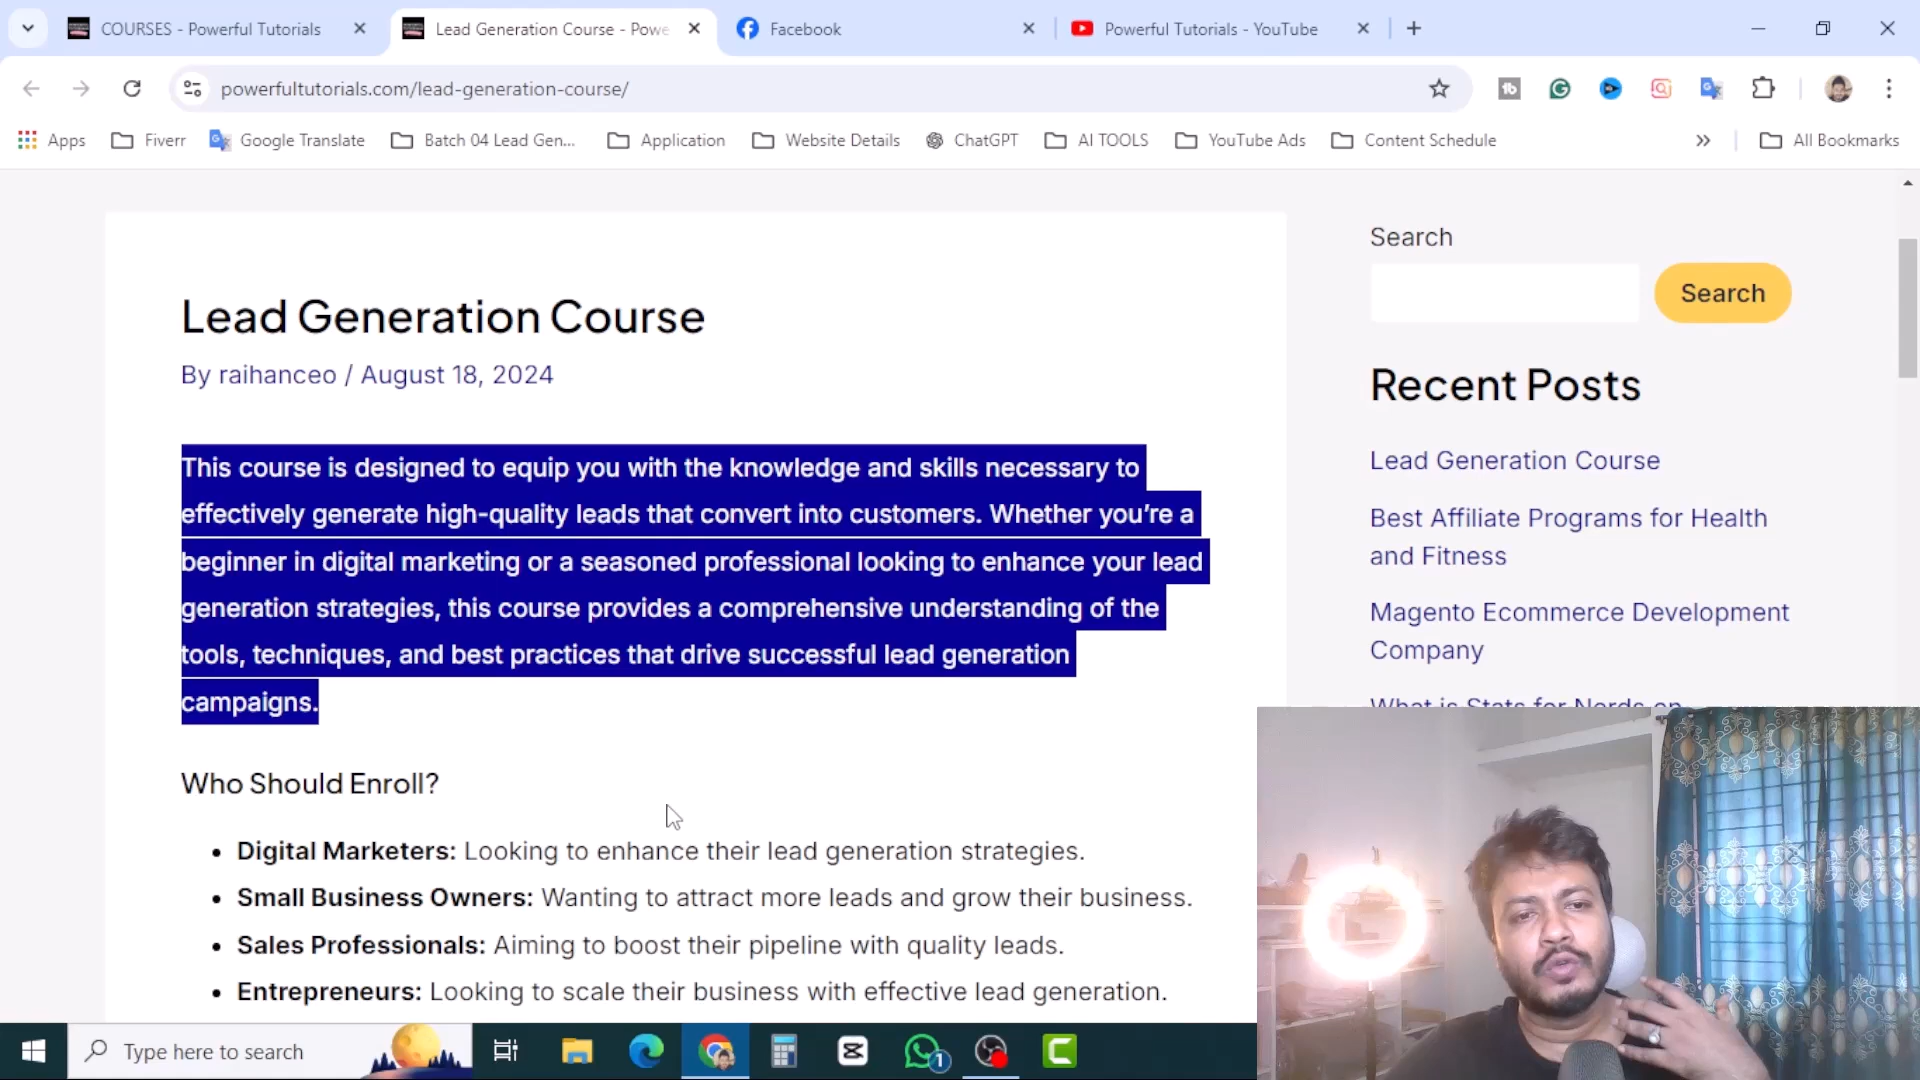 COURSES - Powerful Tutorials
Lead Generation Course - Powe
Facebook
Powerful Tutorials - YouTube
powerfultutorials.com/lead-generation-course/
Apps
Fiverr
Google Translate
Batch 04 Lead Gen...
Application
Website Details
ChatGPT
AI TOOLS
YouTube Ads
Content Schedule
All Bookmarks
Lead Generation Course
By raihanceo / August 18, 2024
This course is designed to equip you with the knowledge and skills necessary to
effectively generate high-quality leads that convert into customers. Whether you’re a
beginner in digital marketing or a seasoned professional looking to enhance your lead
generation strategies, this course provides a comprehensive understanding of the
tools, techniques, and best practices that drive successful lead generation
campaigns.
Who Should Enroll?
Digital Marketers: Looking to enhance their lead generation strategies.
Small Business Owners: Wanting to attract more leads and grow their business.
Sales Professionals: Aiming to boost their pipeline with quality leads.
Entrepreneurs: Looking to scale their business with effective lead generation.
Search
Search
Recent Posts
Lead Generation Course
Best Affiliate Programs for Health
and Fitness
Magento Ecommerce Development
Company
What is Stats for Nerds on
Type here to search
1